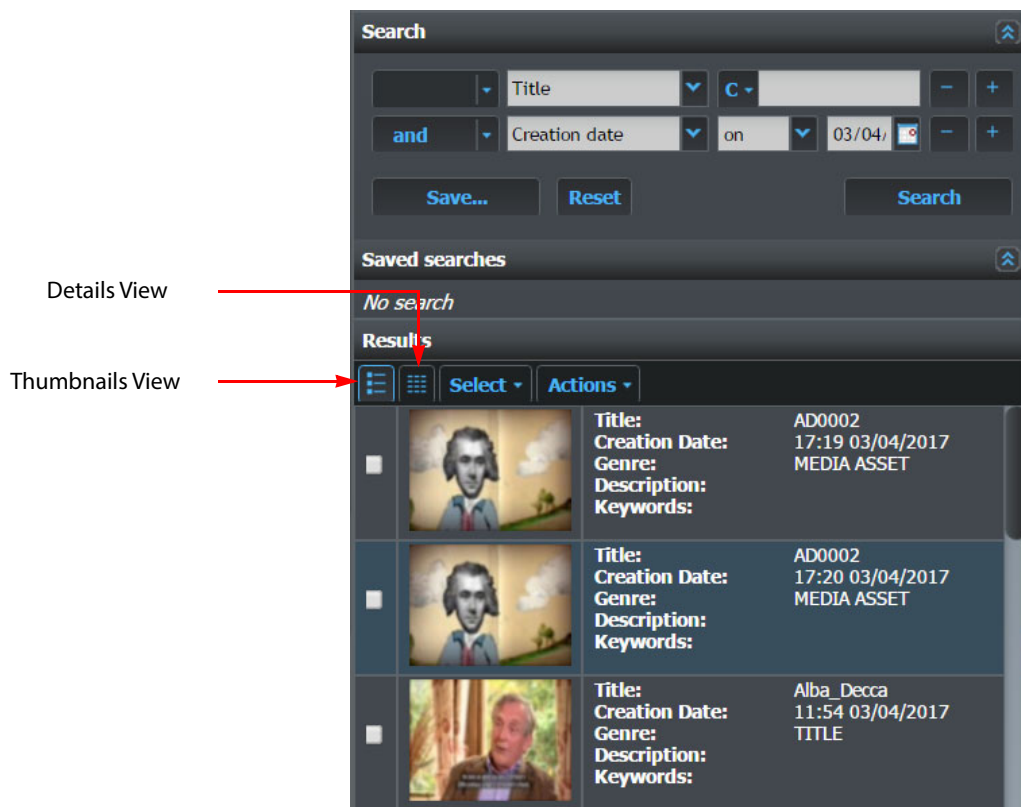 Search
Title
C
and
Creation date
on
03/04/
Save...
Reset
Search
Saved searches
Details View
No search
Results
Thumbnails View
Select
Actions
Title: AD0002
Creation Date: 17:19 03/04/2017
Genre: MEDIA ASSET
Description:
Keywords:
Title: AD0002
Creation Date: 17:20 03/04/2017
Genre: MEDIA ASSET
Description:
Keywords:
Title: Alba_Decca
Creation Date: 11:54 03/04/2017
Genre: TITLE
Description:
Keywords: